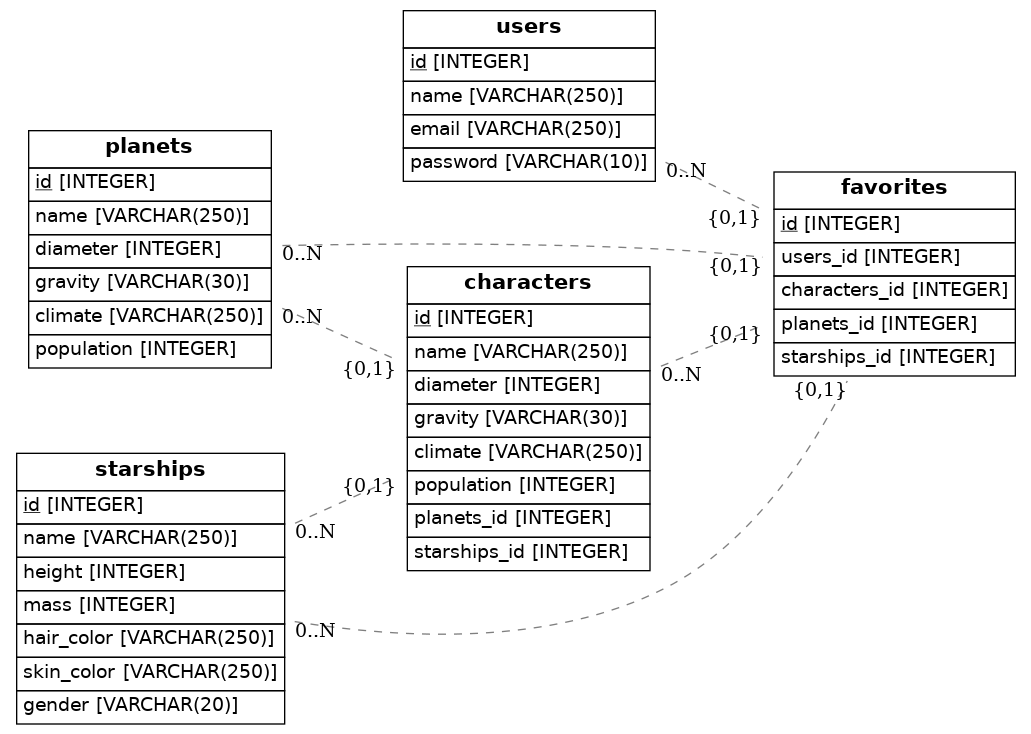 users
id [INTEGER]
name [VARCHAR(250)]
email [VARCHAR(250)]
password [VARCHAR(10)]
0..N
{0,1}
planets
id [INTEGER]
name [VARCHAR(250)]
diameter [INTEGER]
gravity [VARCHAR(30)]
climate [VARCHAR(250)]
population [INTEGER]
0..N
{0,1}
0..N
{0,1}
favorites
id [INTEGER]
users_id [INTEGER]
characters_id [INTEGER]
planets_id [INTEGER]
starships_id [INTEGER]
characters
id [INTEGER]
name [VARCHAR(250)]
diameter [INTEGER]
gravity [VARCHAR(30)]
climate [VARCHAR(250)]
population [INTEGER]
planets_id [INTEGER]
starships_id [INTEGER]
{0,1}
0..N
{0,1}
starships
id [INTEGER]
name [VARCHAR(250)]
height [INTEGER]
mass [INTEGER]
hair_color [VARCHAR(250)]
skin_color [VARCHAR(250)]
gender [VARCHAR(20)]
{0,1}
0..N
0..N